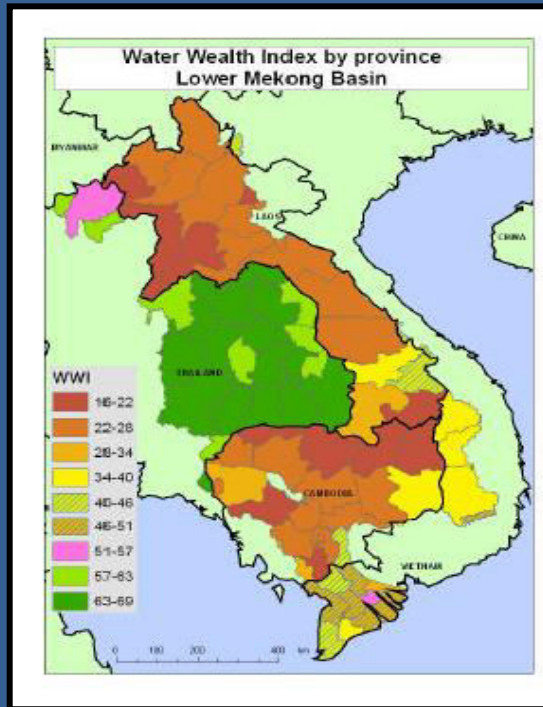 Water Wealth Index by province
Lower Mekong Basin
MYANMAR
LAOS
CHINA
THAILAND
CAMBODIA
VIETNAM
WWI
16-22
22-28
28-34
34-40
40-46
46-51
51-57
57-63
63-69
0 100 200 400 km